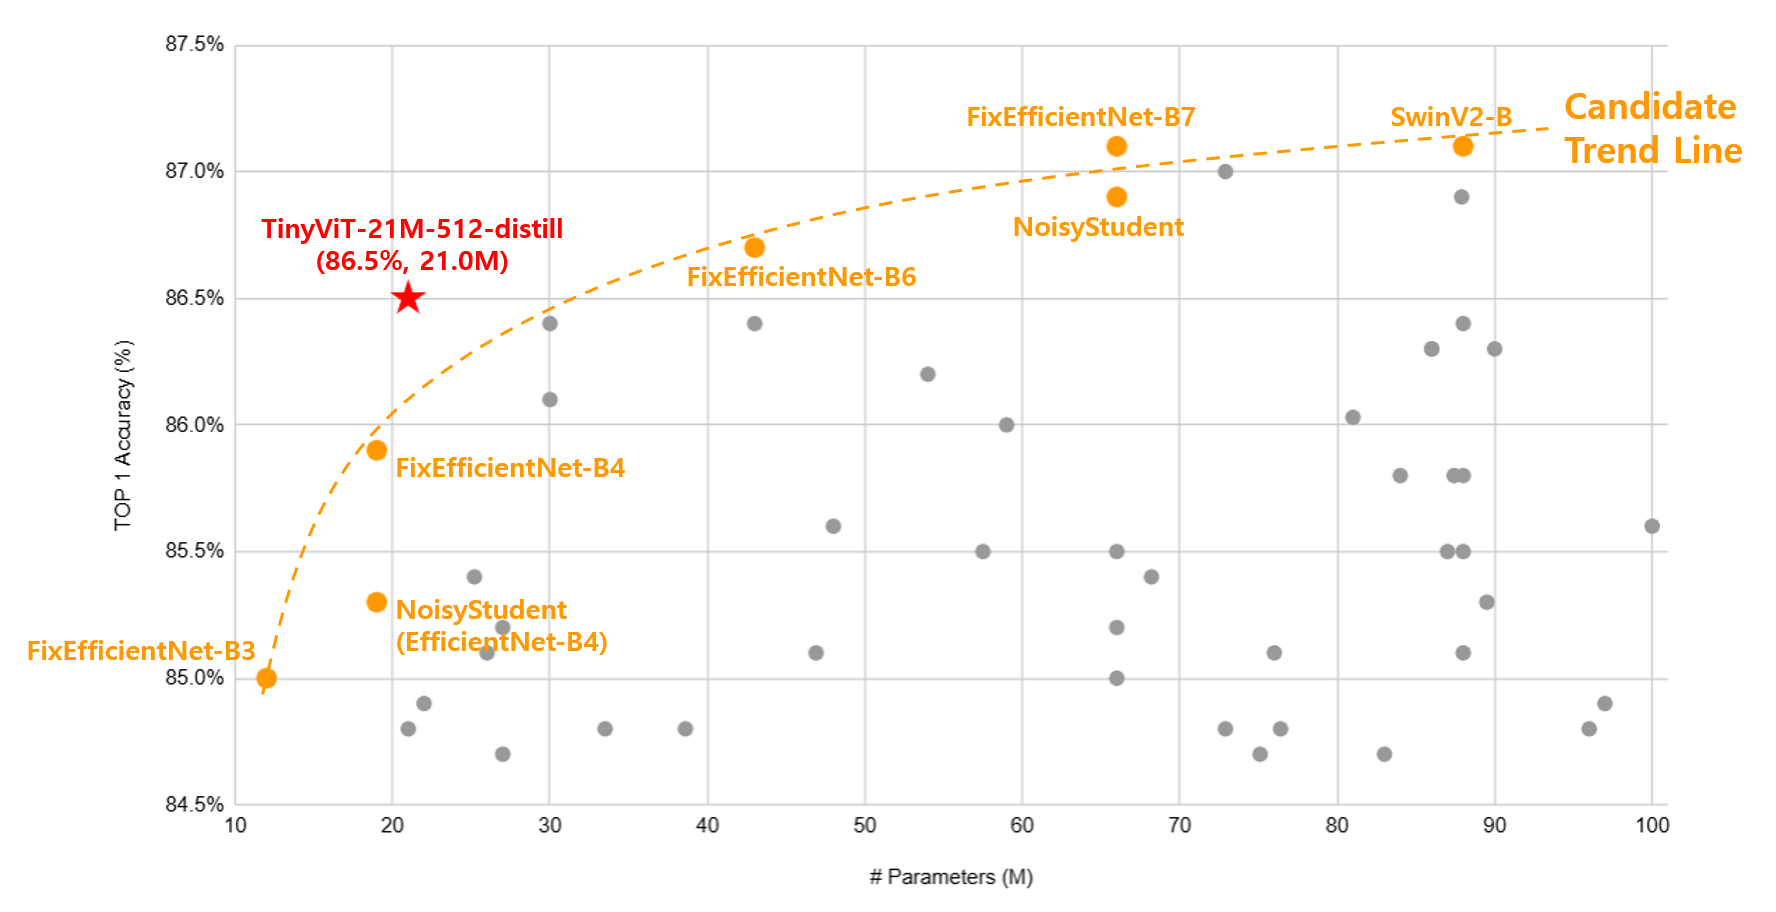 87.5%
87.0%
86.5%
86.0%
85.5%
85.0%
84.5%
TOP 1 Accuracy (%)
10 20 30 40 50 60 70 80 90 100
# Parameters (M)
Candidate
Trend Line
FixEfficientNet-B7
SwinV2-B
NoisyStudent
TinyViT-21M-512-distill
(86.5%, 21.0M)
FixEfficientNet-B6
FixEfficientNet-B4
NoisyStudent
(EfficientNet-B4)
FixEfficientNet-B3